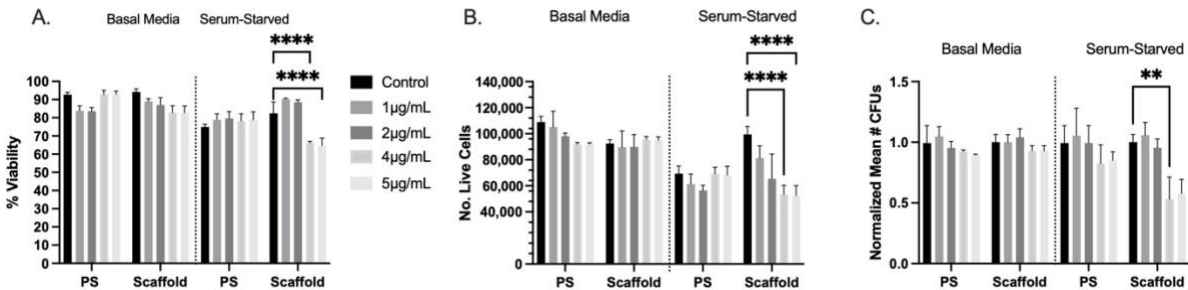 A.
Basal Media
Serum-Starved
****
****
% Viability
100
90
80
70
60
50
40
30
20
10
0
PS
Scaffold
PS
Scaffold
Control
1µg/mL
2µg/mL
4µg/mL
5µg/mL
B.
Basal Media
Serum-Starved
****
****
No. Live Cells
140,000
120,000
100,000
80,000
60,000
40,000
0
PS
Scaffold
PS
Scaffold
C.
Basal Media
Serum-Starved
**
Normalized Mean # CFUs
1.5
1.0
0.5
0.0
PS
Scaffold
PS
Scaffold